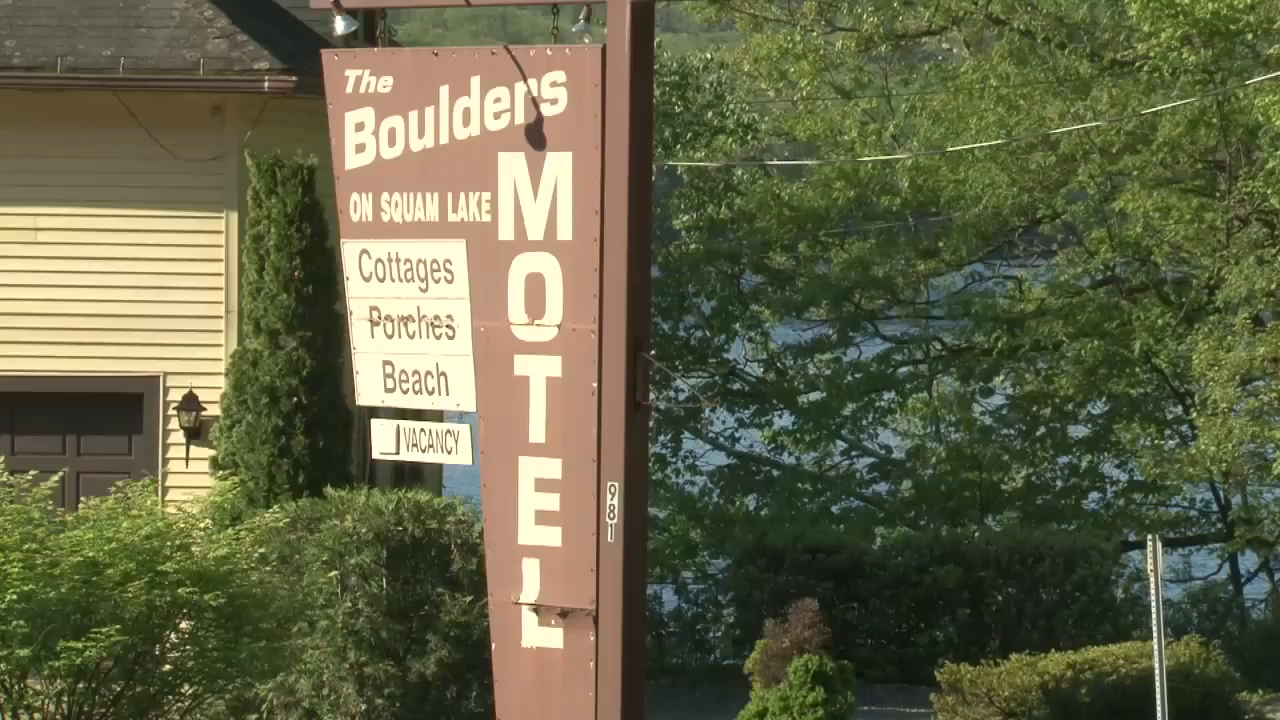 The
Boulders
ON SQUAM LAKE
MOTEL
Cottages
Porches
Beach
VACANCY
981